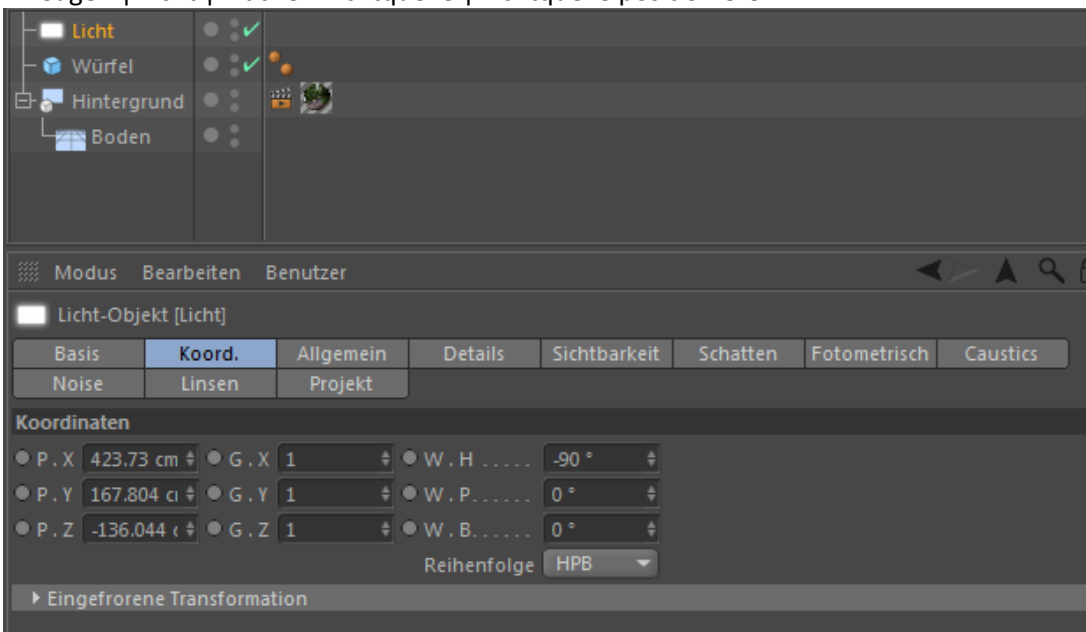 Licht
Würfel
Hintergrund
Boden
Modus Bearbeiten Benutzer
Licht-Objekt [Licht]
Basis Koord. Allgemein Details Sichtbarkeit Schatten Fotometrisch Caustics
Noise Linsen Projekt
Koordinaten
P . X 423.73 cm G . X 1 W . H ..... -90 °
P . Y 167.804 G . Y 1 W . P...... 0 °
P . Z -136.044 G . Z 1 W . B...... 0 °
Reihenfolge HPB
Eingefrorene Transformation